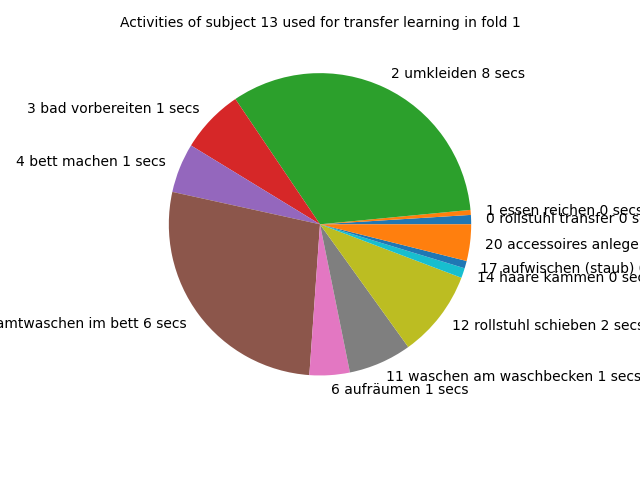 Activities of subject 13 used for transfer learning in fold 1
2 umkleiden 8 secs
3 bad vorbereiten 1 secs
4 bett machen 1 secs
1 essen reichen 0 secs
0 rollstuhl transfer 0 s
20 accessoires anlege
17 aufwischen (staub)
14 haare kämmen 0 sec
12 rollstuhl schieben 2 secs
amtwaschen im bett 6 secs
11 waschen am waschbecken 1 secs
6 aufräumen 1 secs